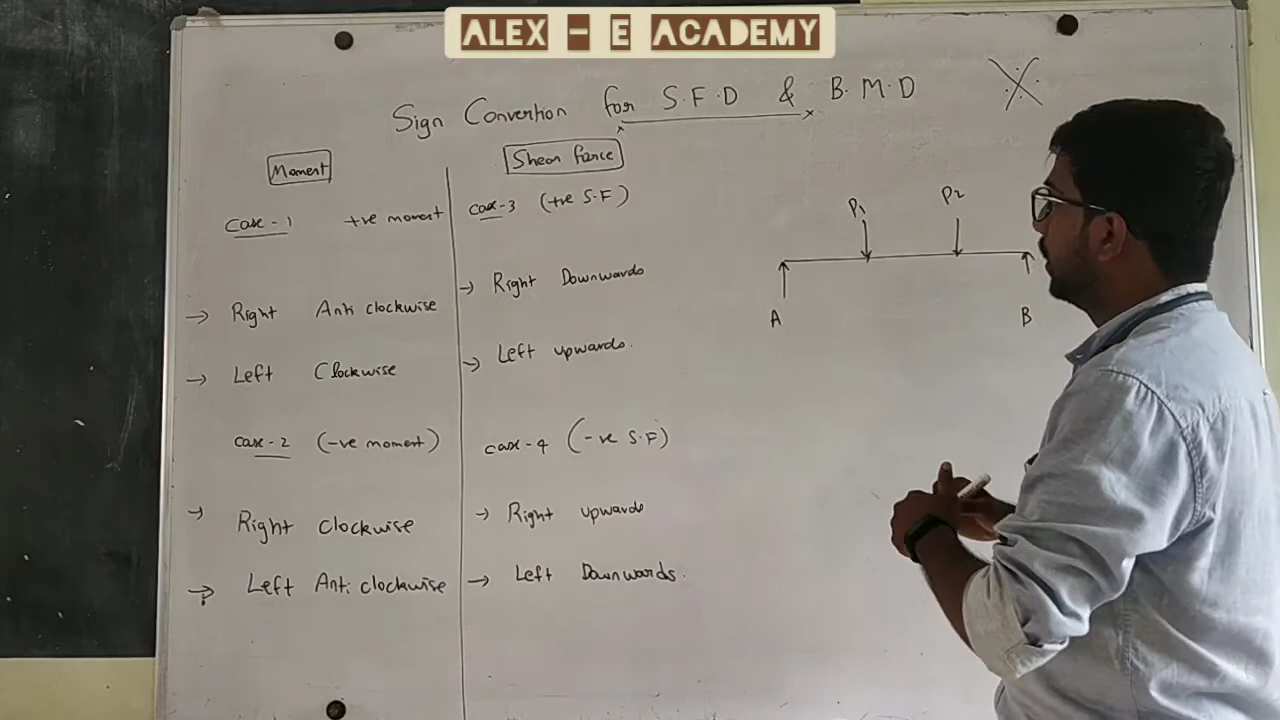 ALEX - E ACADEMY
Sign Convertion for S.F.D & B.M.D
Moment
case-1 +ve moment
→ Right Anti clockwise
→ Left Clockwise
case-2 (-ve moment)
→ Right clockwise
→ Left Anti clockwise
Shear Force
case-3 (+ve S.F)
→ Right Downwards
→ Left upwards.
case-4 (-ve S.F)
→ Right upwards
→ Left Downwards.
P1 P2
A B